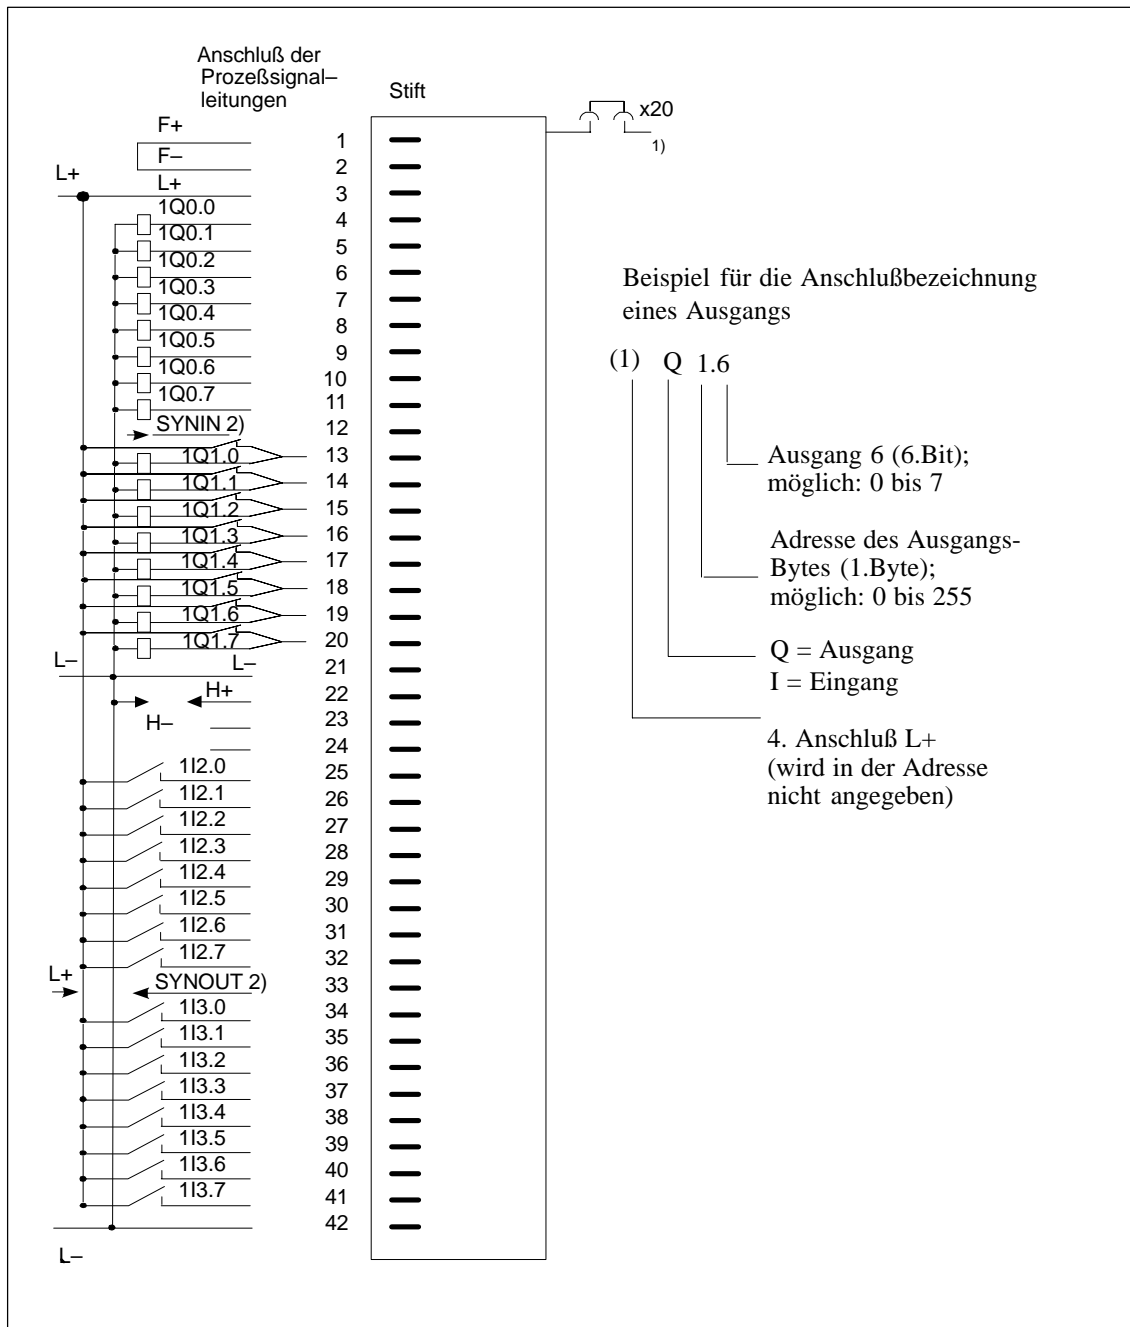 Anschluß der
Prozeßsignal–
leitungen
Stift
x20
1)
F+
1
F–
2
L+
L+
3
1Q0.0
4
1Q0.1
5
1Q0.2
6
1Q0.3
7
1Q0.4
8
1Q0.5
9
1Q0.6
10
1Q0.7
11
SYNIN 2)
12
1Q1.0
13
1Q1.1
14
1Q1.2
15
1Q1.3
16
1Q1.4
17
1Q1.5
18
1Q1.6
19
1Q1.7
20
L–
L–
21
H+
22
H–
23
24
1I2.0
25
1I2.1
26
1I2.2
27
1I2.3
28
1I2.4
29
1I2.5
30
1I2.6
31
1I2.7
32
L+
SYNOUT 2)
33
1I3.0
34
1I3.1
35
1I3.2
36
1I3.3
37
1I3.4
38
1I3.5
39
1I3.6
40
1I3.7
41
42
L–
Beispiel für die Anschlußbezeichnung
eines Ausgangs
(1) Q 1.6
Ausgang 6 (6.Bit);
möglich: 0 bis 7
Adresse des Ausgangs-
Bytes (1.Byte);
möglich: 0 bis 255
Q = Ausgang
I = Eingang
4. Anschluß L+
(wird in der Adresse
nicht angegeben)